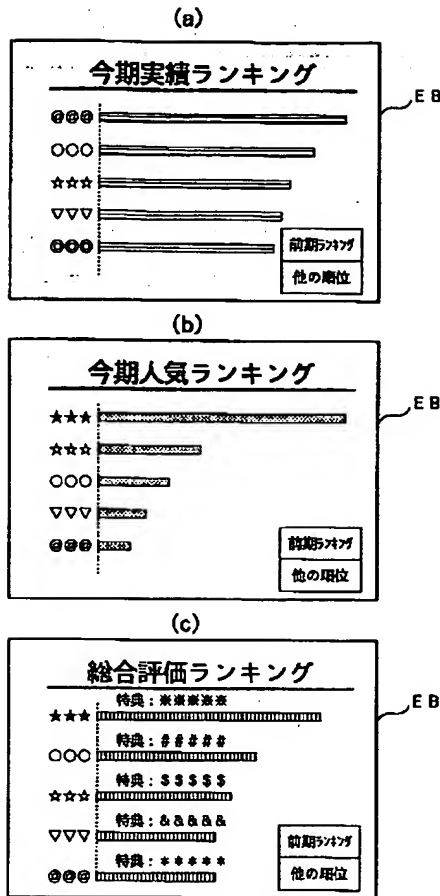 (a)
今期実績ランキング
E B
@@@
○○○
☆☆☆
▽▽▽
◎◎◎
前期ランキング
他の順位
(b)
今期人気ランキング
E B
★★★
☆☆☆
○○○
▽▽▽
@@@
前期ランキング
他の順位
(c)
総合評価ランキング
E B
特典：※※※※※
★★★
特典：#####
○○○
特典：$$$$$
☆☆☆
特典：&&&&&
▽▽▽
特典：*****
@@@
前期ランキング
他の順位